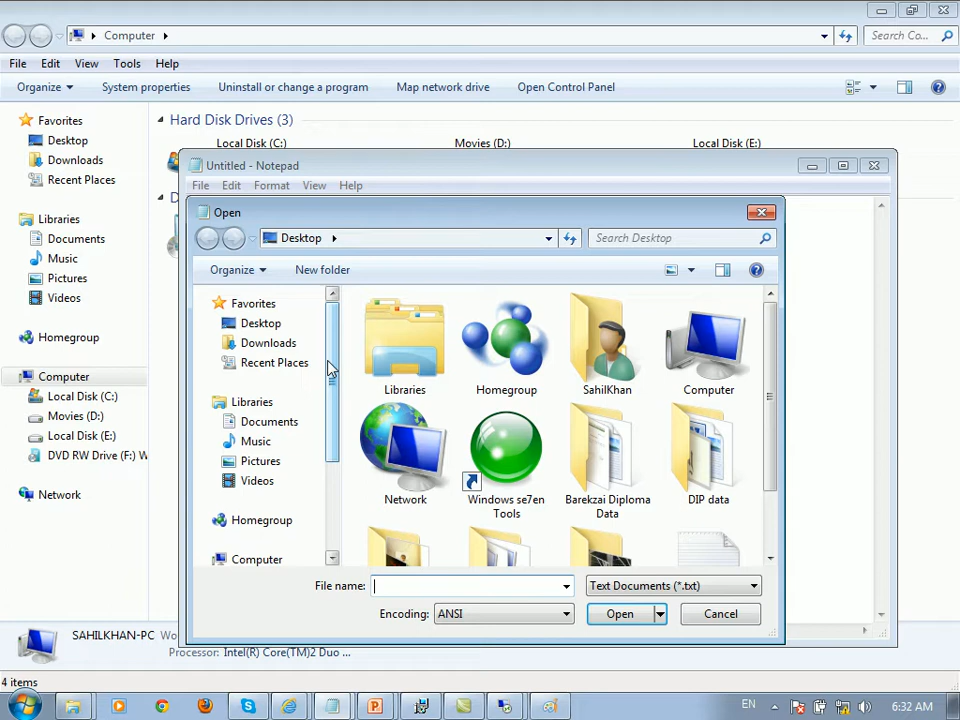 Computer
Search Co...
File Edit View Tools Help
Organize System properties Uninstall or change a program Map network drive Open Control Panel
Favorites
Desktop
Downloads
Recent Places
Libraries
Documents
Music
Pictures
Videos
Homegroup
Computer
Local Disk (C:)
Movies (D:)
Local Disk (E:)
DVD RW Drive (F:) W
Network
Hard Disk Drives (3)
Local Disk (C:) Movies (D:) Local Disk (E:)
D
Untitled - Notepad
File Edit Format View Help
Open
Desktop
Search Desktop
Organize New folder
Favorites
Desktop
Downloads
Recent Places
Libraries
Documents
Music
Pictures
Videos
Homegroup
Computer
Libraries Homegroup SahilKhan Computer
Network Windows se7en Tools Barekzai Diploma Data DIP data
File name: Text Documents (*.txt)
Encoding: ANSI Open Cancel
SAHILKHAN-PC Wo
Processor: Intel(R) Core(TM)2 Duo ...
4 items
EN 6:32 AM